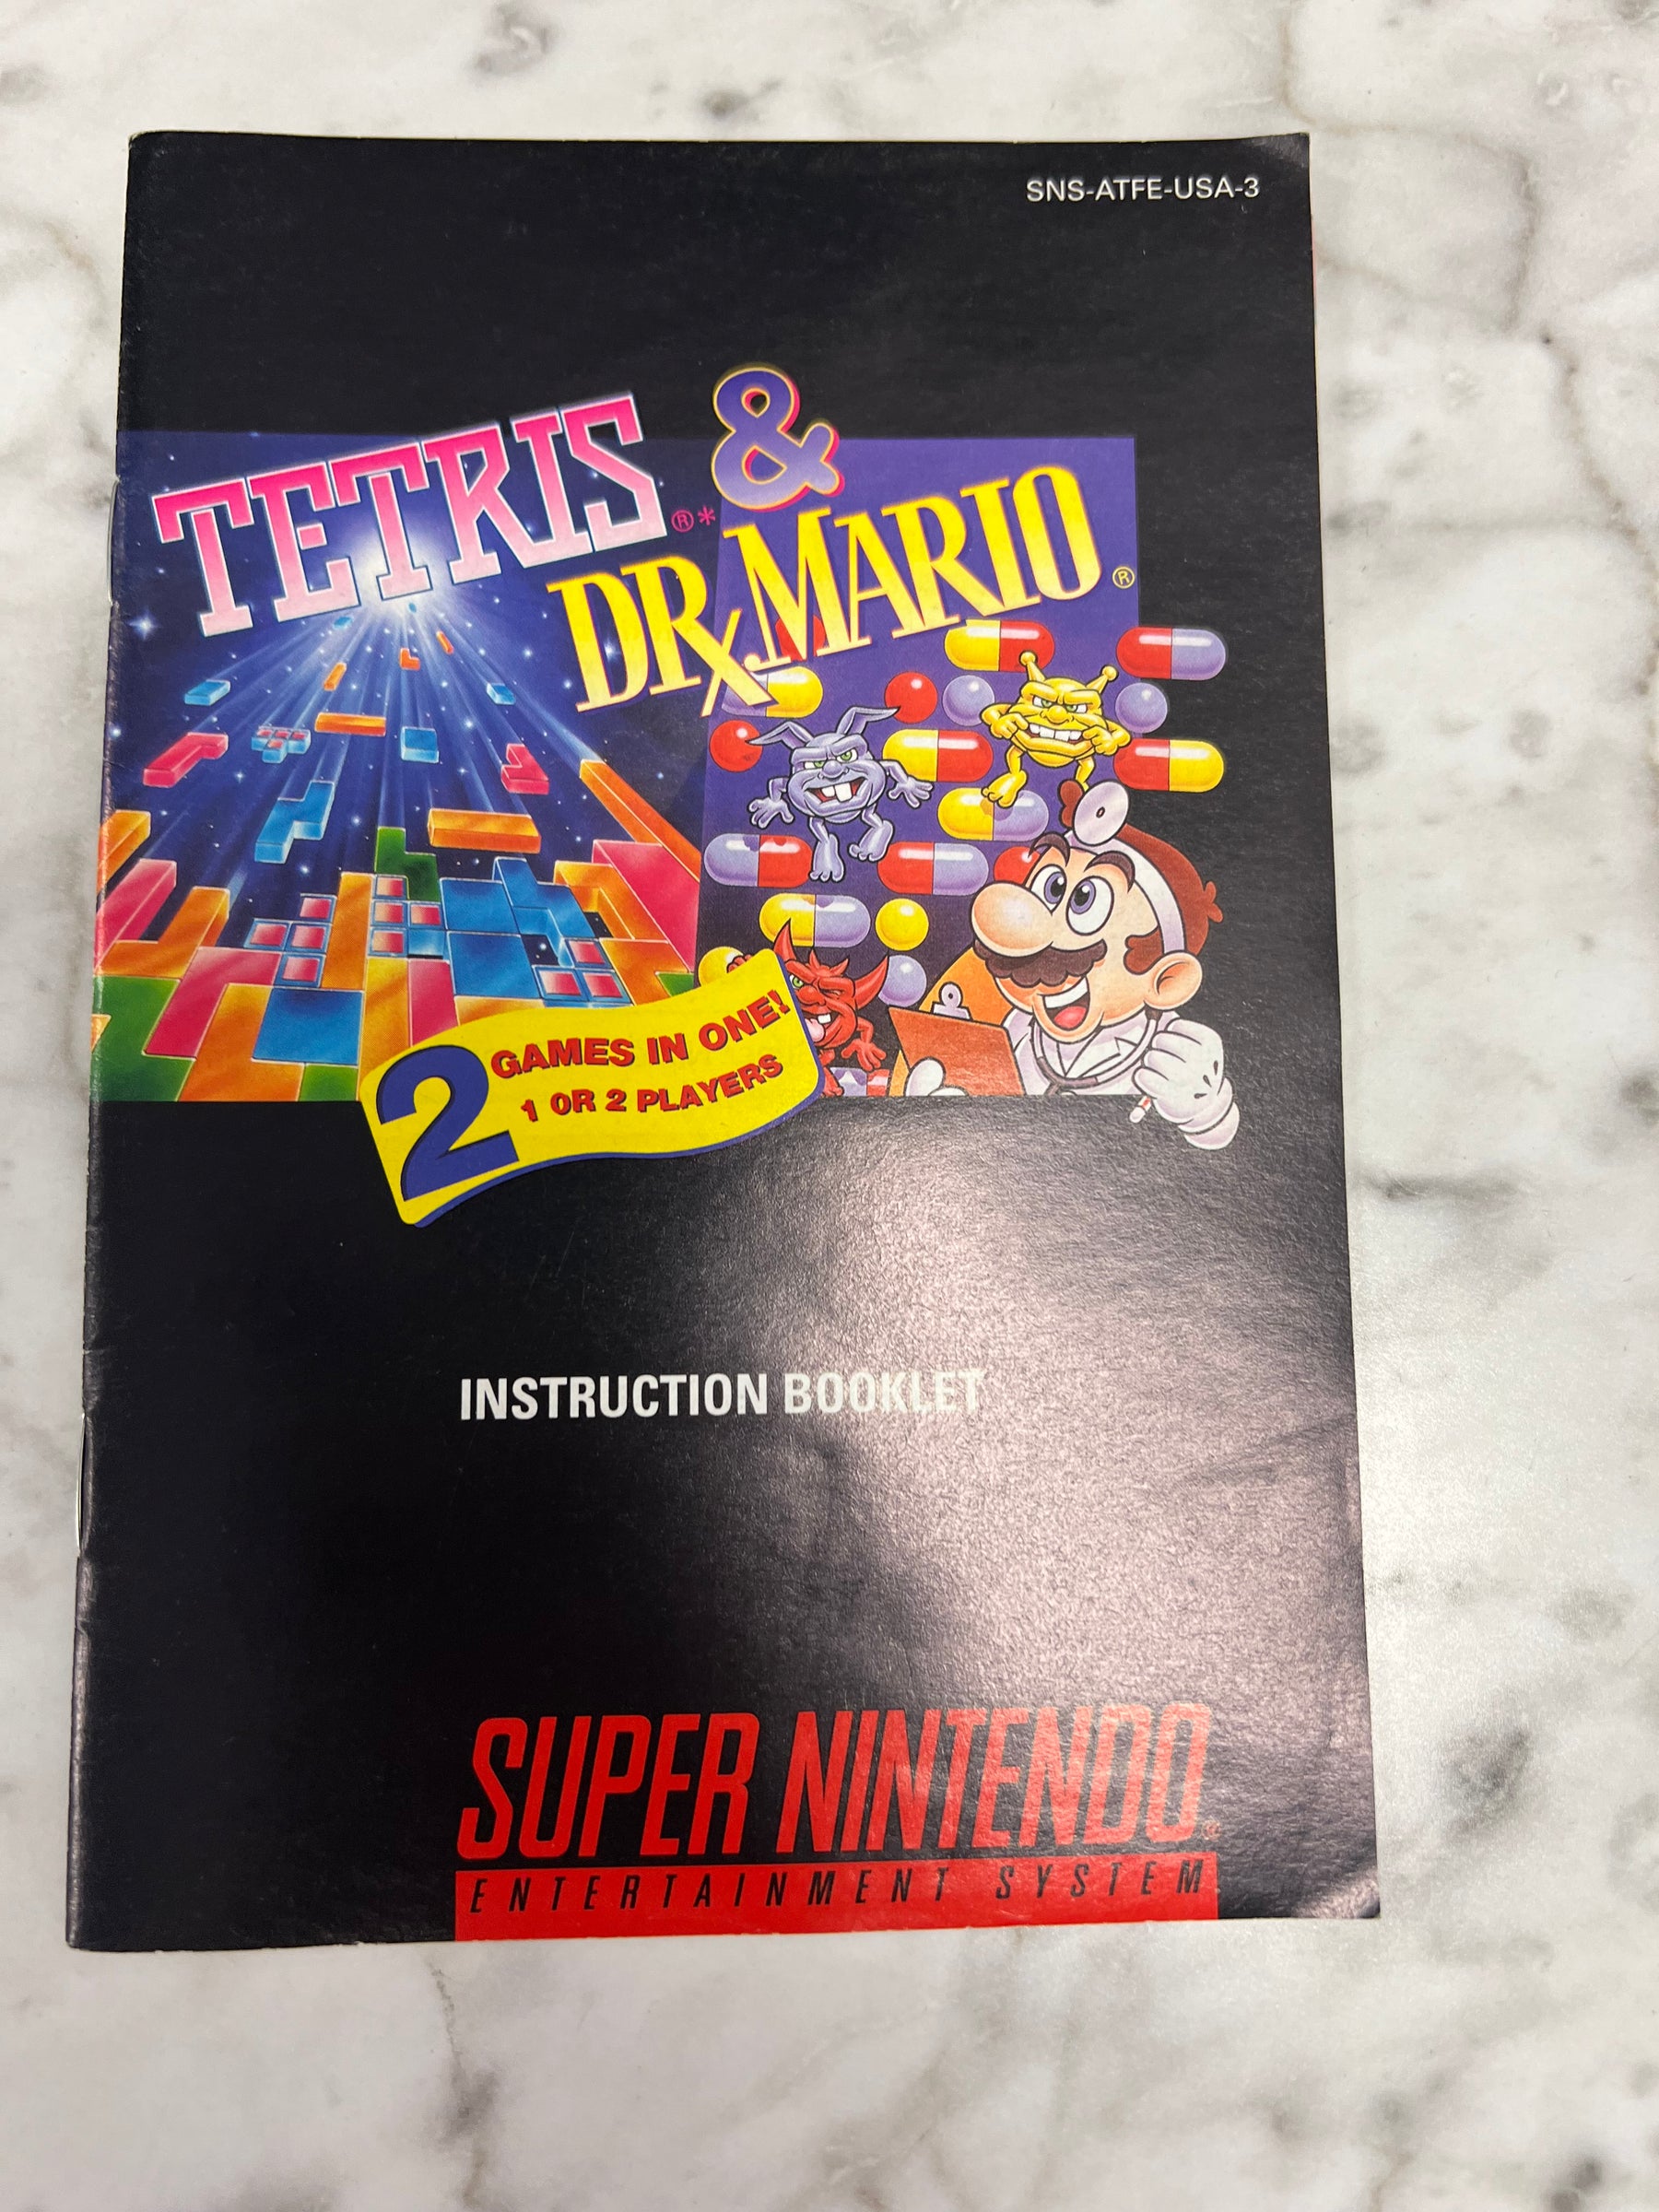 SNS-ATFE-USA-3
TETRIS®* &
DR. MARIO®
2 GAMES IN ONE!
1 OR 2 PLAYERS
INSTRUCTION BOOKLET
SUPER NINTENDO®
ENTERTAINMENT SYSTEM